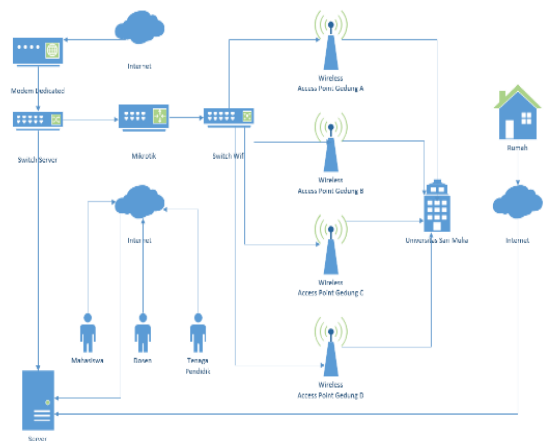 Internet
Modem Dedicated
Switch Server
Mikrotik
Switch Wifi
Wireless
Access Point Gedung A
Wireless
Access Point Gedung B
Wireless
Access Point Gedung C
Wireless
Access Point Gedung D
Universitas Sari Mulia
Rumah
Internet
Internet
Mahasiswa
Dosen
Tenaga
Pendidik
Server